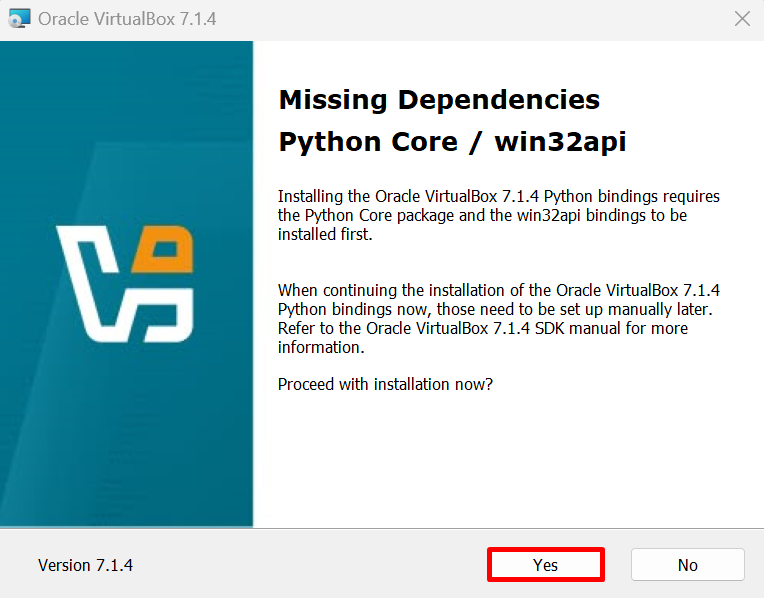 Oracle VirtualBox 7.1.4
Missing Dependencies
Python Core / win32api
Installing the Oracle VirtualBox 7.1.4 Python bindings requires
the Python Core package and the win32api bindings to be
installed first.
When continuing the installation of the Oracle VirtualBox 7.1.4
Python bindings now, those need to be set up manually later.
Refer to the Oracle VirtualBox 7.1.4 SDK manual for more
information.
Proceed with installation now?
Version 7.1.4
Yes
No